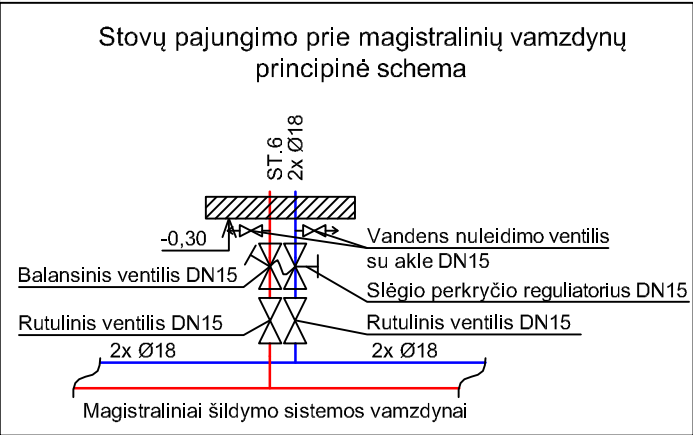 Stovų pajungimo prie magistralinių vamzdynų
principinė schema
ST.6
2x Ø18
-0,30
Vandens nuleidimo ventilis
su akle DN15
Balansinis ventilis DN15
Slėgio perkryčio reguliatorius DN15
Rutulinis ventilis DN15
Rutulinis ventilis DN15
2x Ø18
2x Ø18
Magistraliniai šildymo sistemos vamzdynai